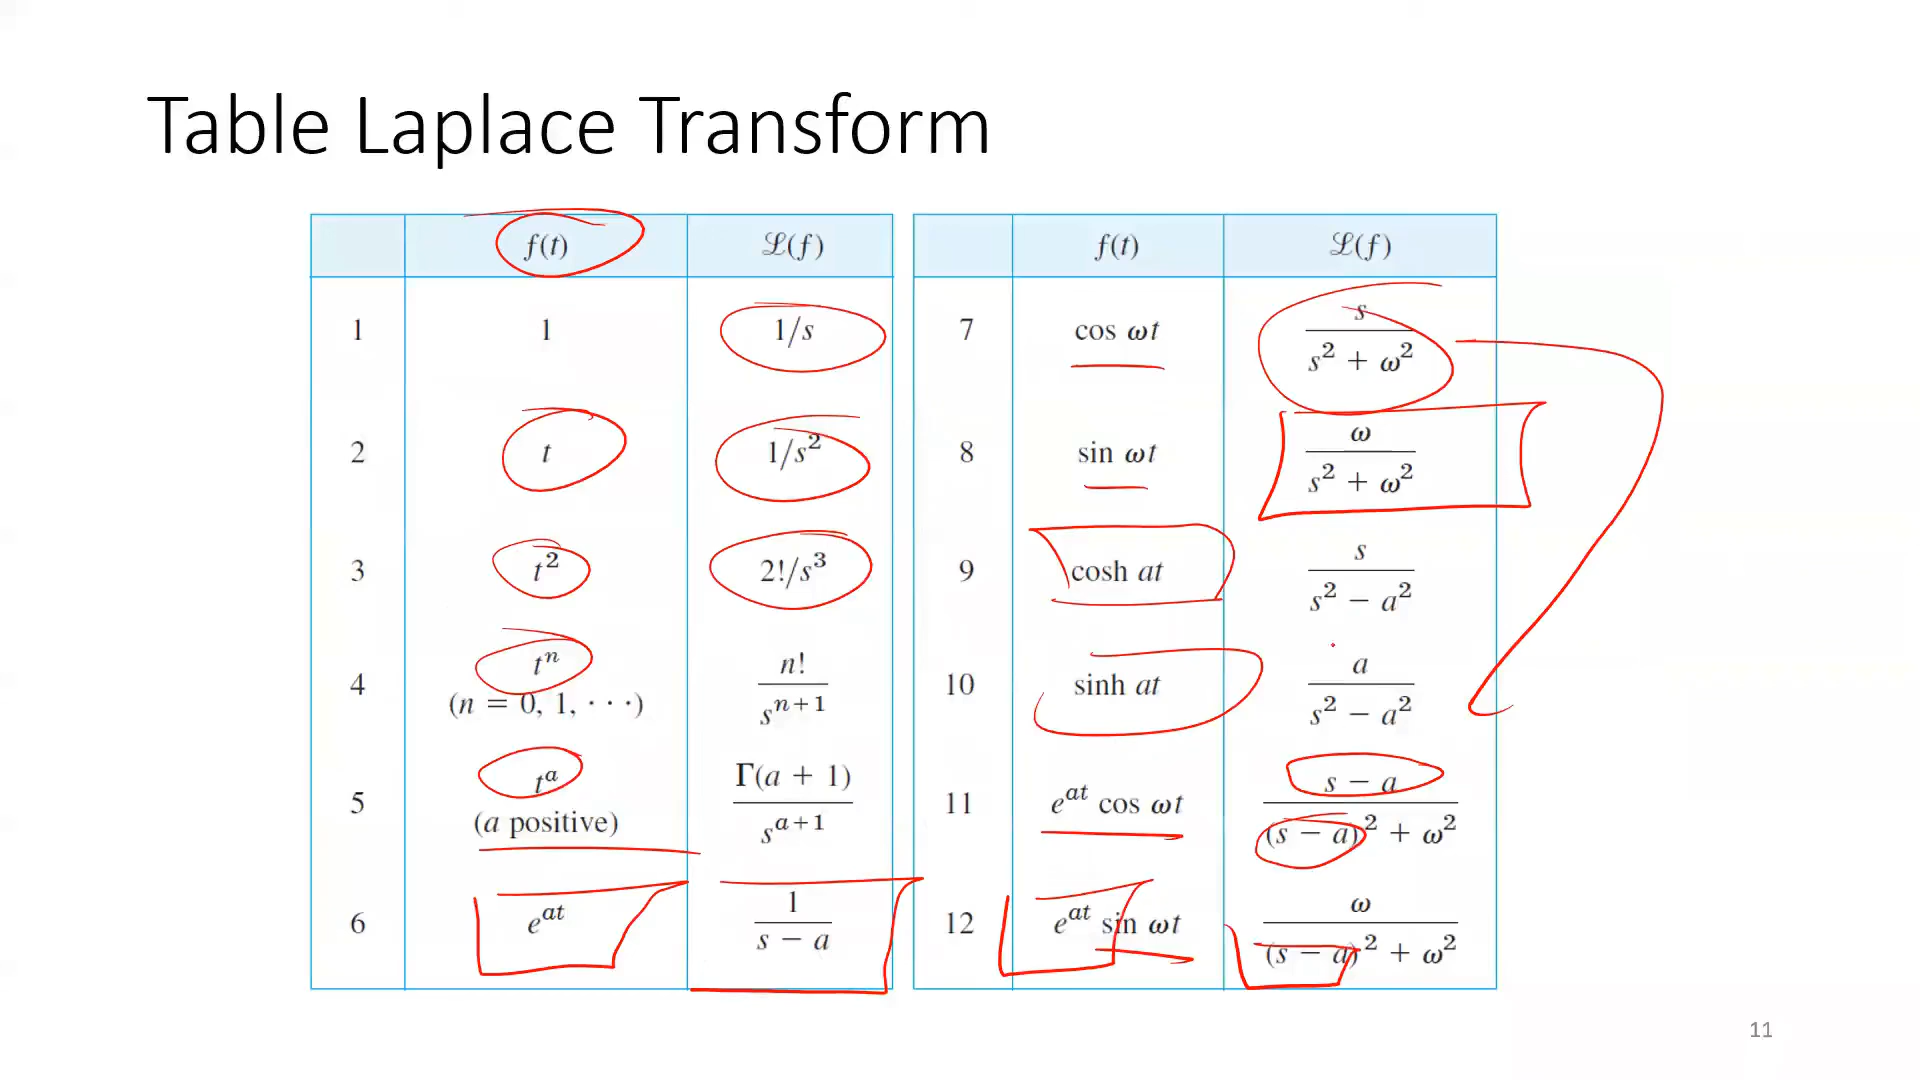 Table Laplace Transform
f(t) ℒ(f) f(t) ℒ(f)
1 1 1/s 7 cos ωt s/(s² + ω²)
2 t 1/s² 8 sin ωt ω/(s² + ω²)
3 t² 2!/s³ 9 cosh at s/(s² − a²)
4 tⁿ (n = 0, 1, · · ·) n!/sⁿ⁺¹ 10 sinh at a/(s² − a²)
5 tᵃ (a positive) Γ(a + 1)/sᵃ⁺¹ 11 eᵃᵗ cos ωt (s − a)/((s − a)² + ω²)
6 eᵃᵗ 1/(s − a) 12 eᵃᵗ sin ωt ω/((s − a)² + ω²)
11